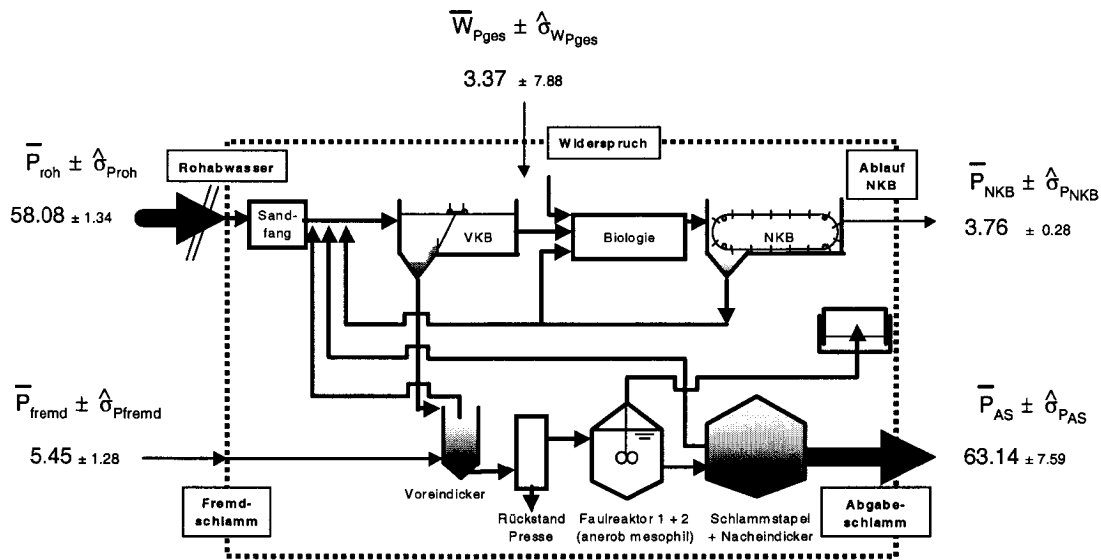 W̅Pges ± σ̂WPges
3.37 ± 7.88
Widerspruch
P̅roh ± σ̂Proh
58.08 ± 1.34
Rohabwasser
Sand-
fang
VKB
Biologie
NKB
Ablauf
NKB
P̅NKB ± σ̂PNKB
3.76 ± 0.28
P̅fremd ± σ̂Pfremd
5.45 ± 1.28
Fremd-
schlamm
Voreindicker
Rückstand
Presse
Faulreaktor 1 + 2
(anerob mesophil)
Schlammstapel
+ Nacheindicker
P̅AS ± σ̂PAS
63.14 ± 7.59
Abgabe-
schlamm